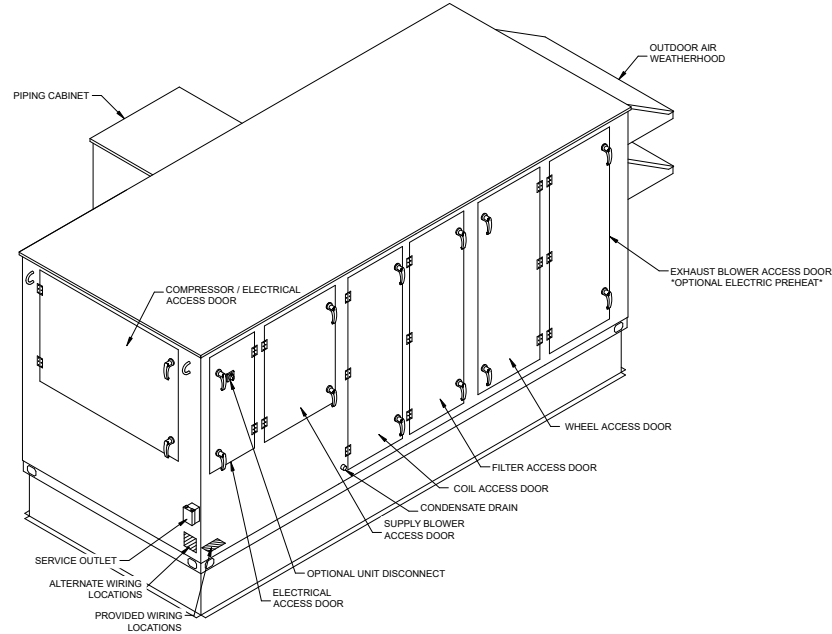 OUTDOOR AIR
WEATHERHOOD
PIPING CABINET
EXHAUST BLOWER ACCESS DOOR
*OPTIONAL ELECTRIC PREHEAT*
COMPRESSOR / ELECTRICAL
ACCESS DOOR
WHEEL ACCESS DOOR
FILTER ACCESS DOOR
COIL ACCESS DOOR
CONDENSATE DRAIN
SUPPLY BLOWER
ACCESS DOOR
SERVICE OUTLET
OPTIONAL UNIT DISCONNECT
ALTERNATE WIRING
LOCATIONS
ELECTRICAL
ACCESS DOOR
PROVIDED WIRING
LOCATIONS